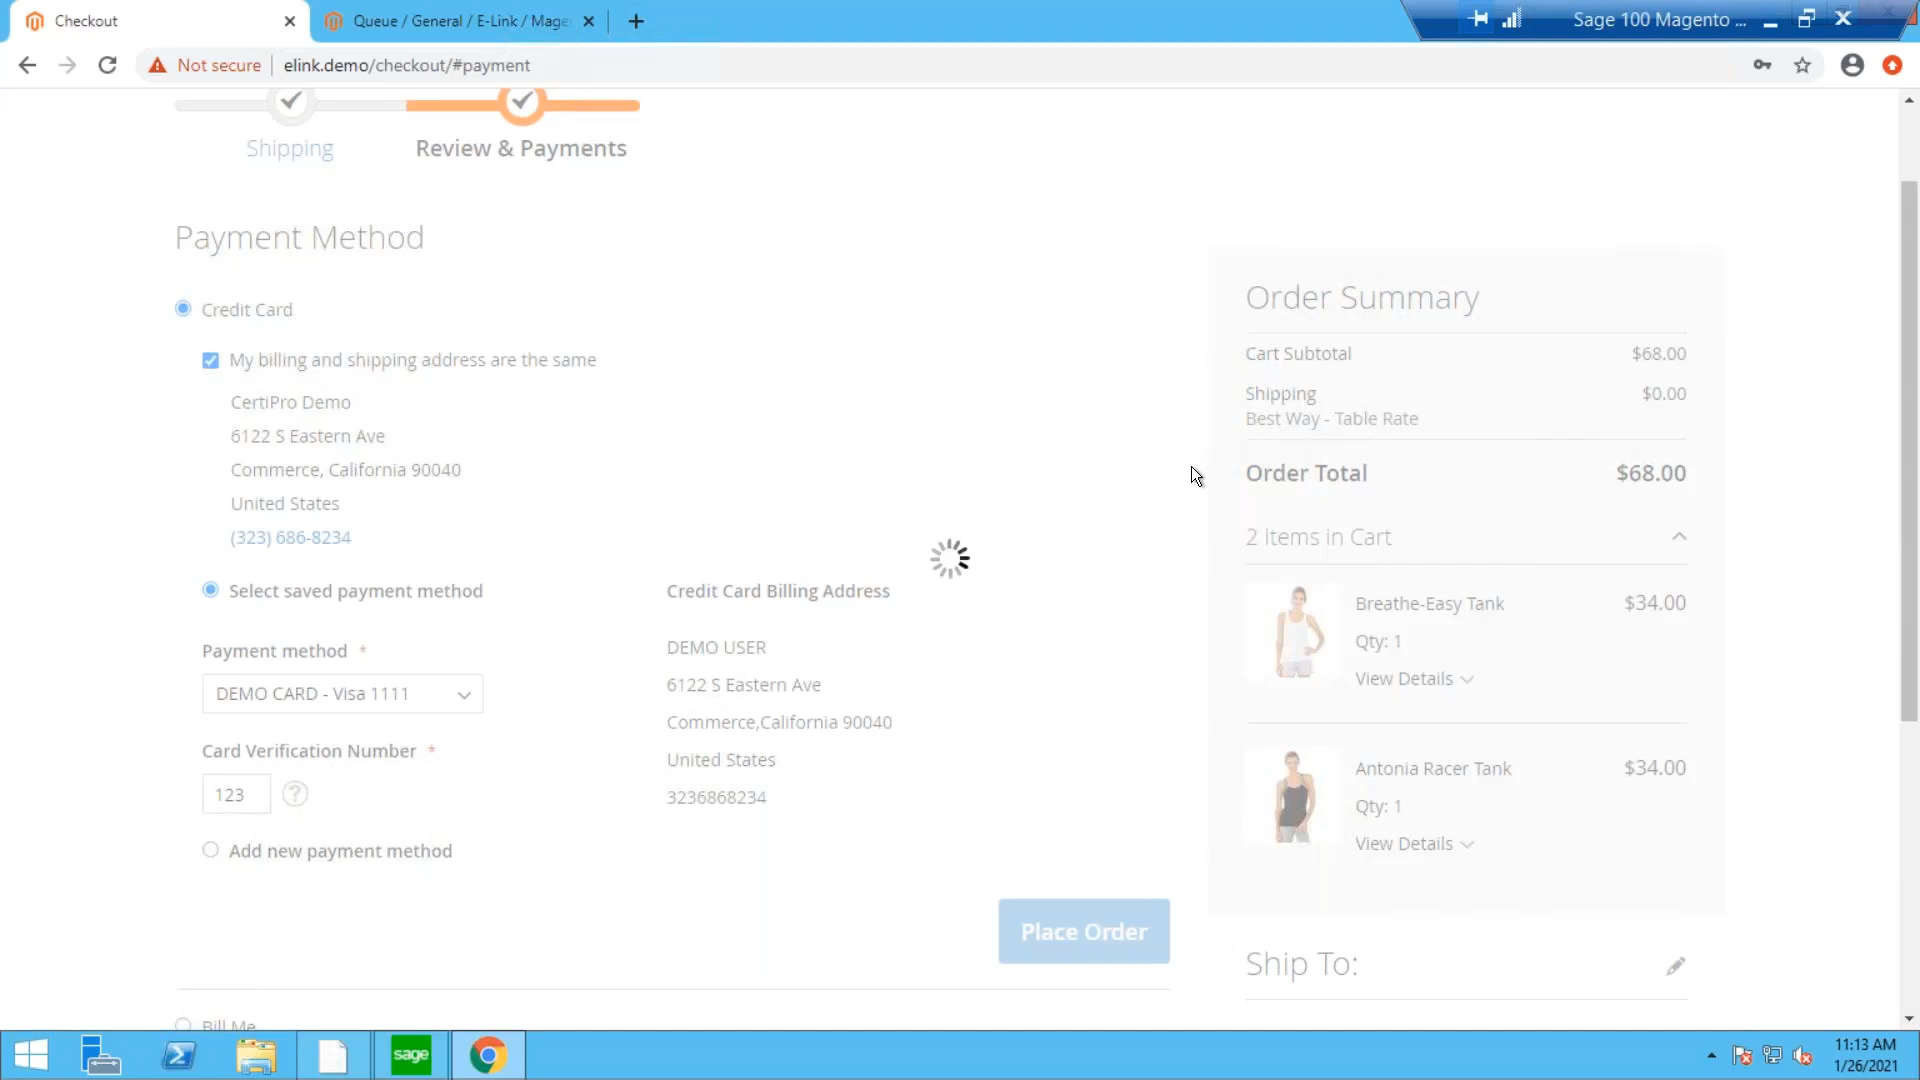 Checkout
Queue / General / E-Link / Mage
Sage 100 Magento ...
Not secure
elink.demo/checkout/#payment
Shipping
Review & Payments
Payment Method
Credit Card
My billing and shipping address are the same
CertiPro Demo
6122 S Eastern Ave
Commerce, California 90040
United States
(323) 686-8234
Select saved payment method
Credit Card Billing Address
Payment method *
DEMO CARD - Visa 1111
DEMO USER
6122 S Eastern Ave
Commerce,California 90040
United States
3236868234
Card Verification Number *
123
?
Add new payment method
Place Order
Bill Me
Order Summary
Cart Subtotal $68.00
Shipping $0.00
Best Way - Table Rate
Order Total $68.00
2 Items in Cart
Breathe-Easy Tank $34.00
Qty: 1
View Details
Antonia Racer Tank $34.00
Qty: 1
View Details
Ship To:
sage
11:13 AM
1/26/2021